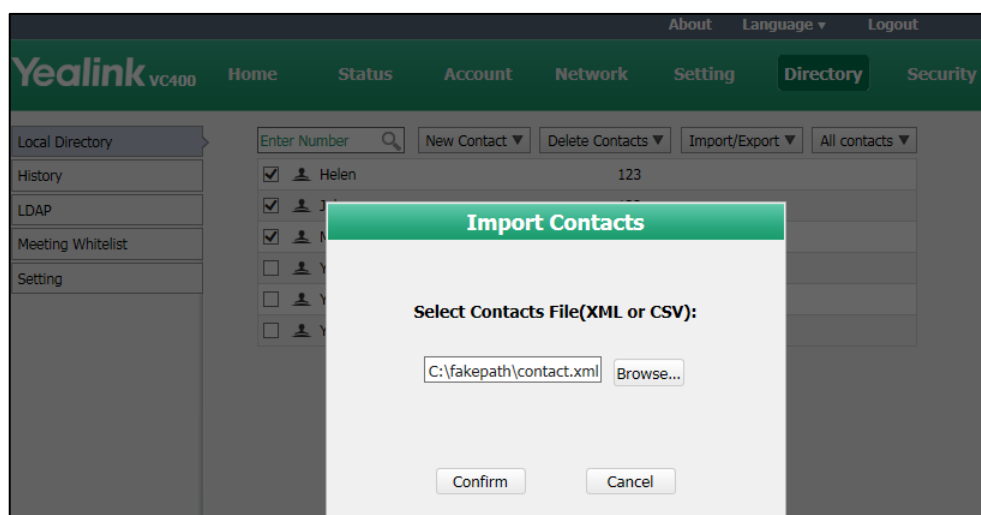 About Language ▾ Logout
Yealink VC400 Home Status Account Network Setting Directory Security
Local Directory
History
LDAP
Meeting Whitelist
Setting
Enter Number New Contact ▼ Delete Contacts ▼ Import/Export ▼ All contacts ▼
Helen 123
Import Contacts
Select Contacts File(XML or CSV):
C:\fakepath\contact.xml Browse...
Confirm Cancel